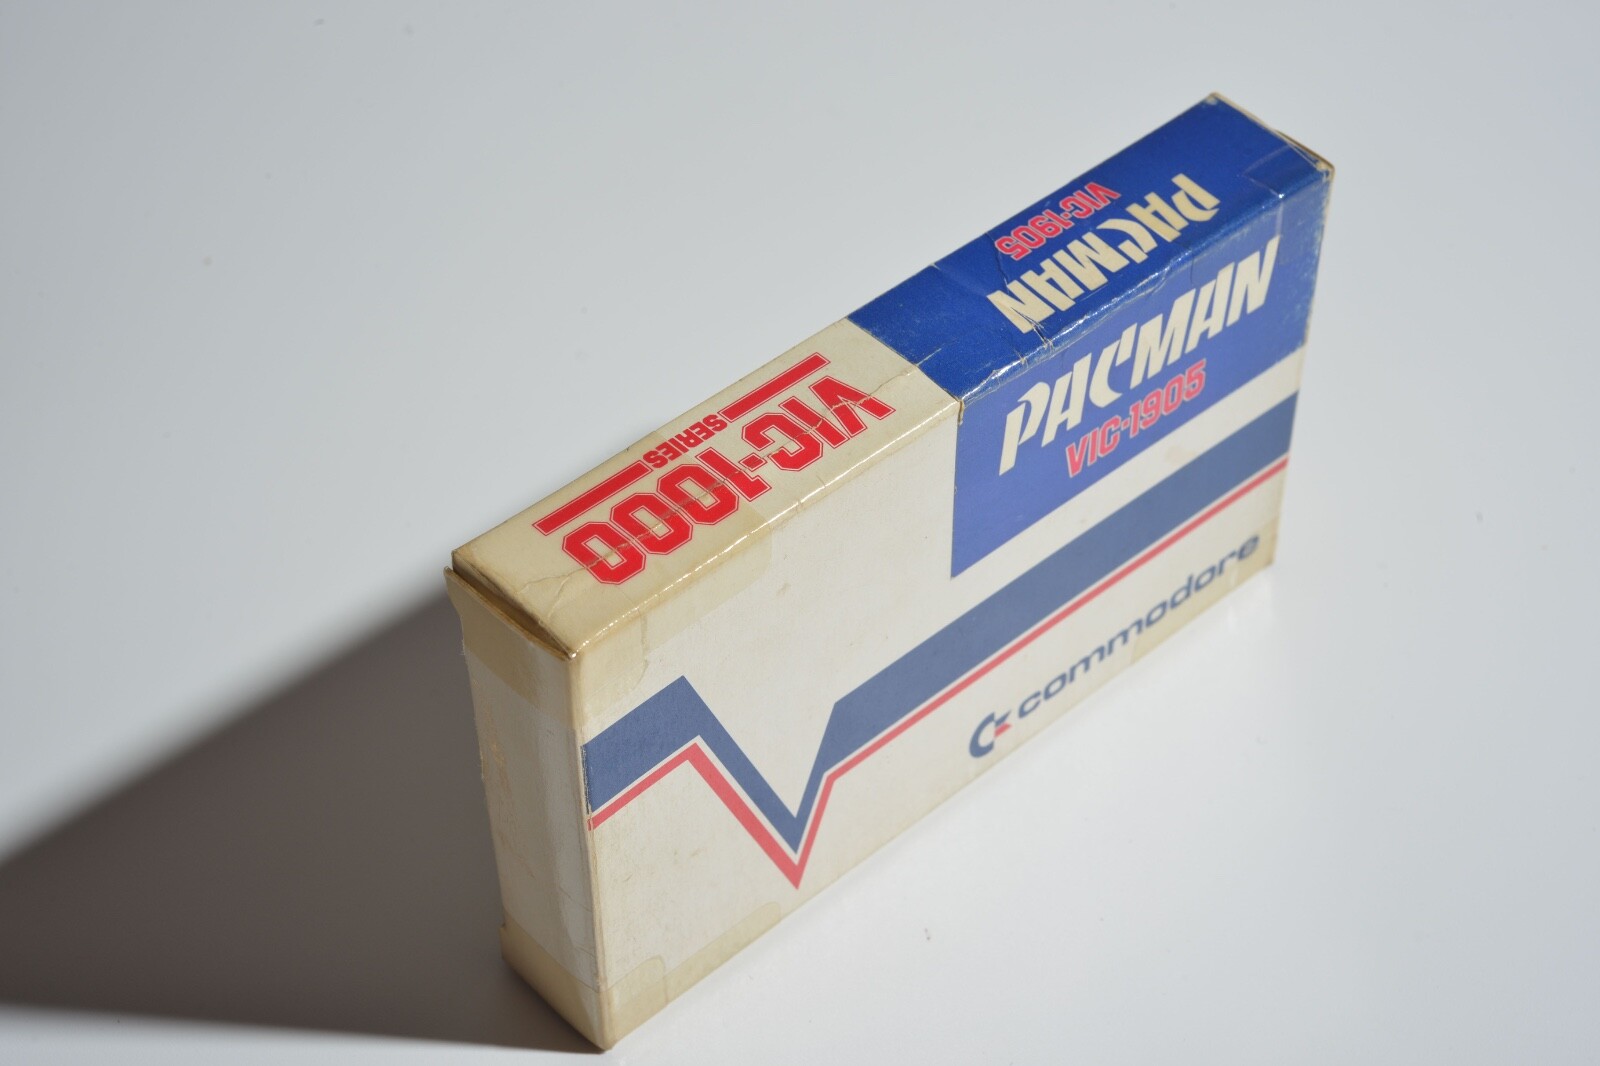 PACMAN
VIC-1905
VIC-1000
SERIES
PACMAN
VIC-1905
commodore